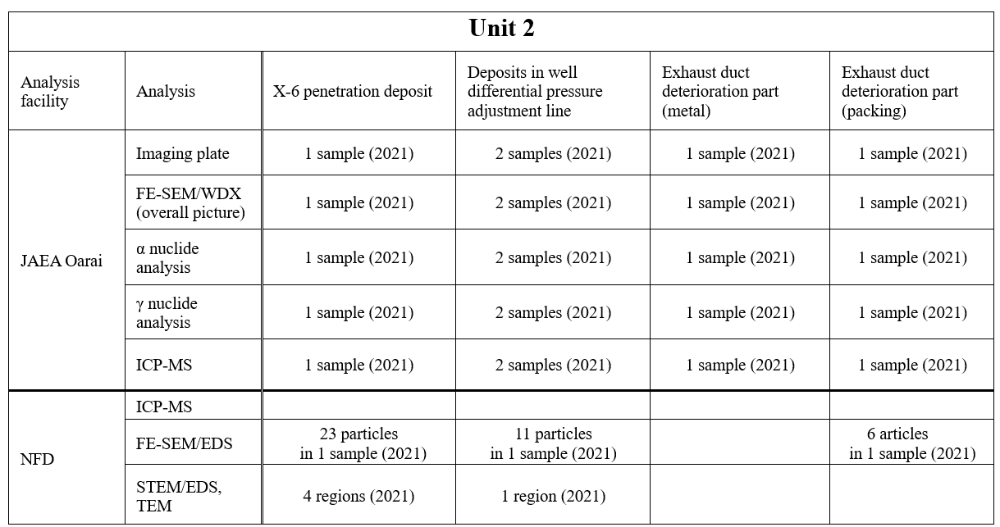 Unit 2
Analysis
facility
Analysis
X-6 penetration deposit
Deposits in well
differential pressure
adjustment line
Exhaust duct
deterioration part
(metal)
Exhaust duct
deterioration part
(packing)
JAEA Oarai
Imaging plate
1 sample (2021)
2 samples (2021)
1 sample (2021)
1 sample (2021)
FE-SEM/WDX
(overall picture)
1 sample (2021)
2 samples (2021)
1 sample (2021)
1 sample (2021)
α nuclide
analysis
1 sample (2021)
2 samples (2021)
1 sample (2021)
1 sample (2021)
γ nuclide
analysis
1 sample (2021)
2 samples (2021)
1 sample (2021)
1 sample (2021)
ICP-MS
1 sample (2021)
2 samples (2021)
1 sample (2021)
1 sample (2021)
NFD
ICP-MS
FE-SEM/EDS
23 particles
in 1 sample (2021)
11 particles
in 1 sample (2021)
6 articles
in 1 sample (2021)
STEM/EDS,
TEM
4 regions (2021)
1 region (2021)